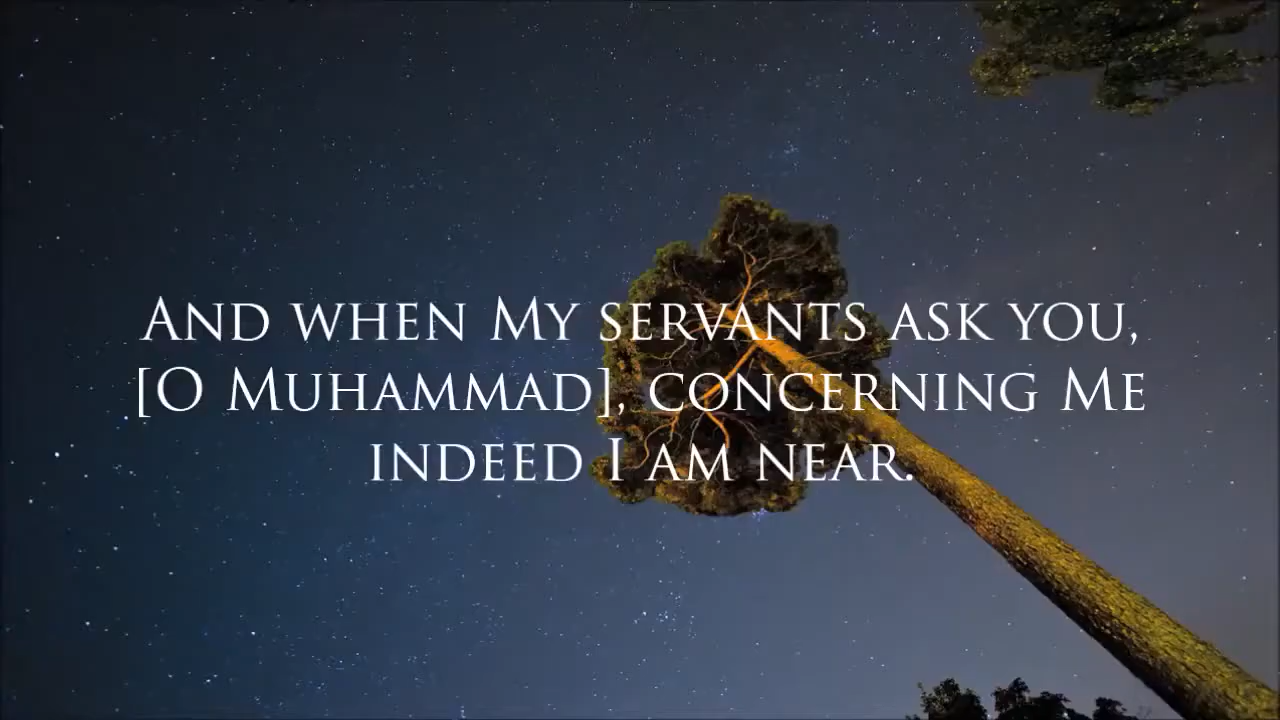 And when My servants ask you,
[O Muhammad], concerning Me
indeed I am near.